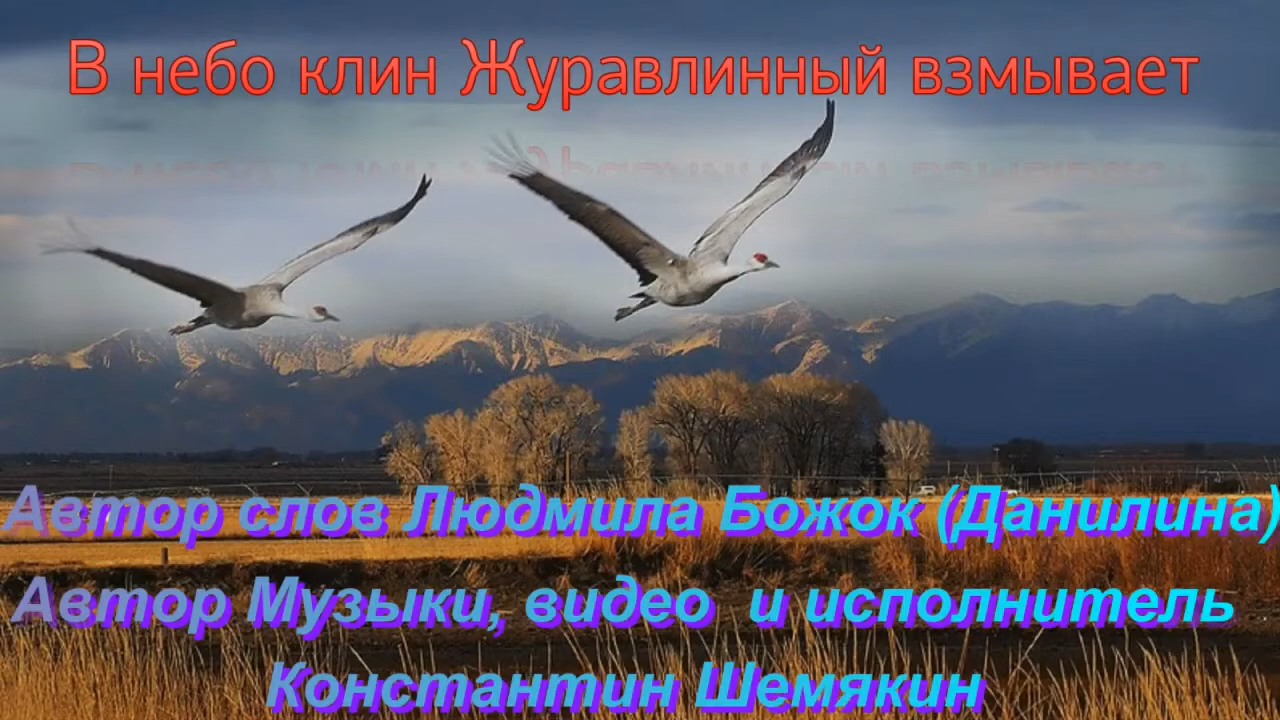 В небо клин Журавлинный взмывает
Автор слов Людмила Божок (Данилина)
Автор Музыки, видео и исполнитель
Константин Шемякин